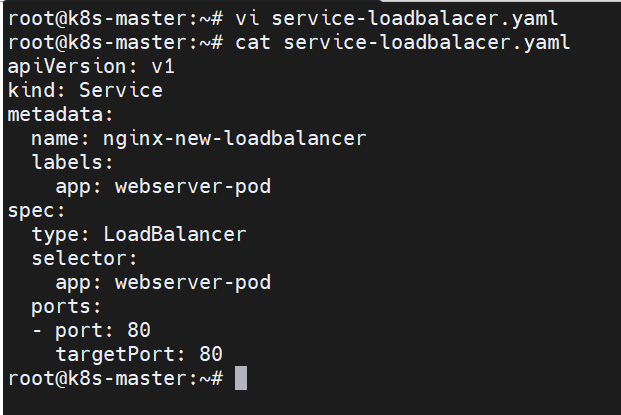 root@k8s-master:~# vi service-loadbalacer.yaml
root@k8s-master:~# cat service-loadbalacer.yaml
apiVersion: v1
kind: Service
metadata:
  name: nginx-new-loadbalancer
  labels:
    app: webserver-pod
spec:
  type: LoadBalancer
  selector:
    app: webserver-pod
  ports:
  - port: 80
    targetPort: 80
root@k8s-master:~#